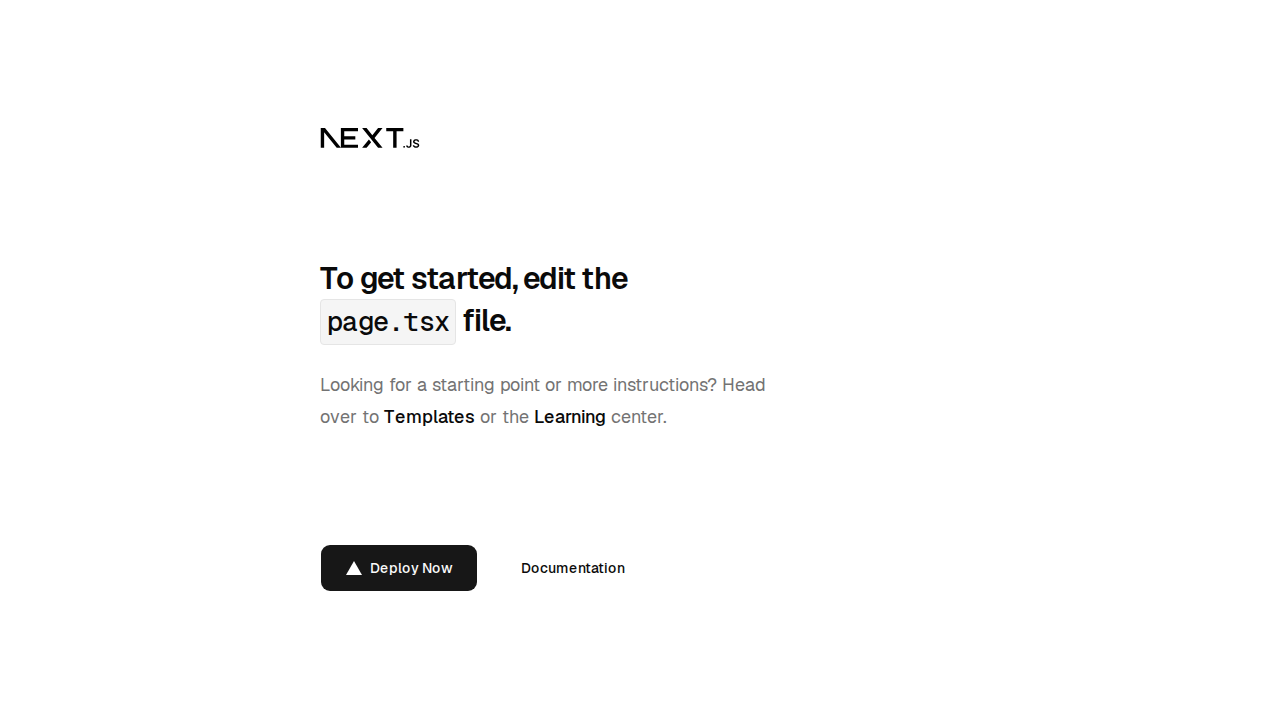 NEXT.JS
To get started, edit the
page.tsx file.
Looking for a starting point or more instructions? Head
over to Templates or the Learning center.
Deploy Now Documentation